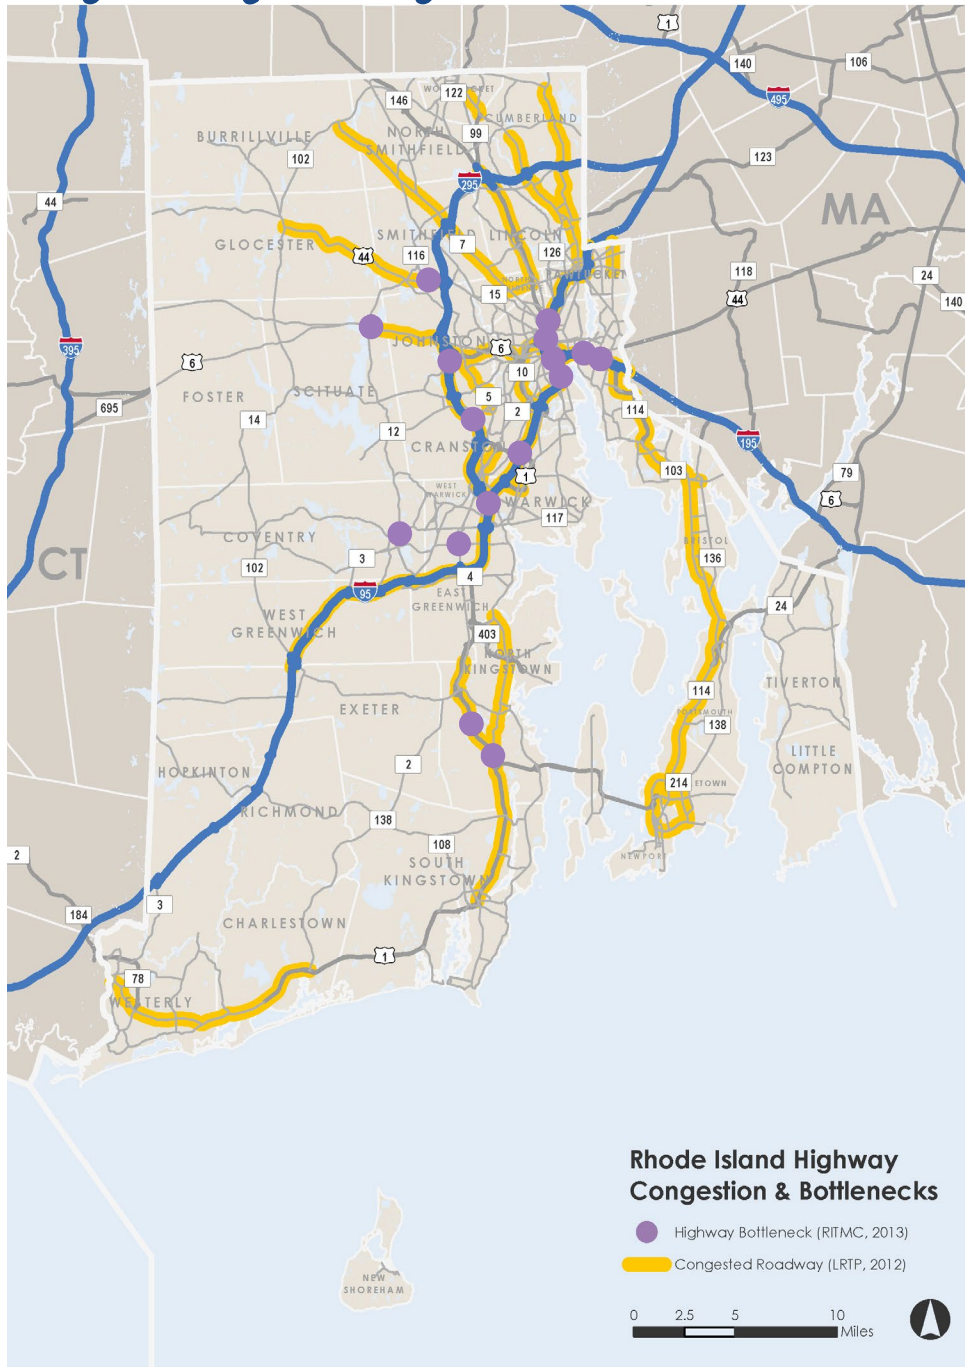 1
140
106
495
146
122
CUMBERLAND
BURRILLVILLE
NORTH
SMITHFIELD
99
123
102
295
44
MA
GLOCESTER
SMITHFIELD
LINCOLN
116
7
44
126
118
24
PAWTUCKET
15
44
140
395
JOHNSTON
6
6
10
SCITUATE
FOSTER
5
695
14
2
114
12
195
CRANSTON
103
79
1
6
WEST
WARWICK
WARWICK
117
COVENTRY
BRISTOL
CT
3
136
102
4
95
EAST
GREENWICH
24
WEST
GREENWICH
403
NORTH
KINGSTOWN
TIVERTON
114
EXETER
PORTSMOUTH
138
LITTLE
COMPTON
2
HOPKINTON
214
ETOWN
RICHMOND
138
108
2
NEWPORT
SOUTH
KINGSTOWN
3
184
CHARLESTOWN
1
78
WESTERLY
Rhode Island Highway
Congestion & Bottlenecks
Highway Bottleneck (RITMC, 2013)
Congested Roadway (LRTP, 2012)
NEW
SHOREHAM
0 2.5 5 10
Miles